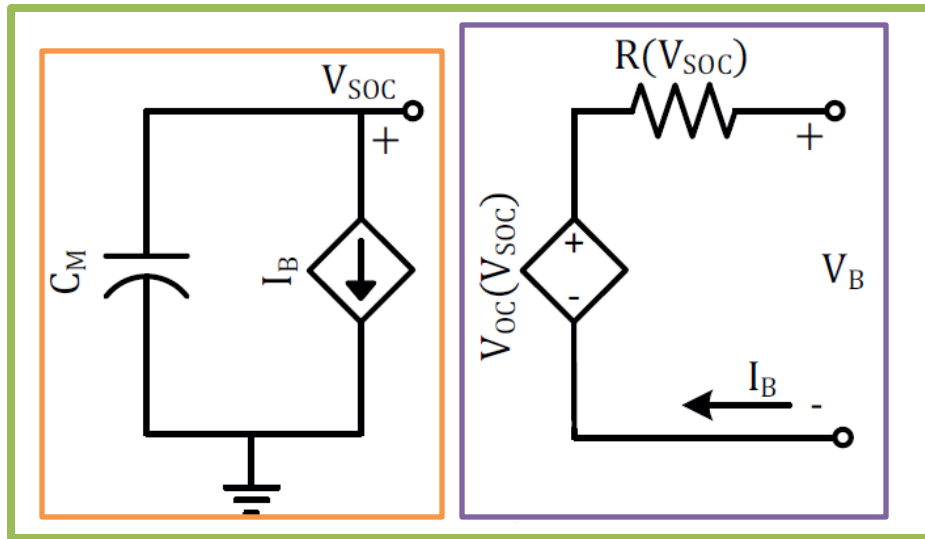 V_SOC
+
C_M
I_B
R(V_SOC)
+
V_OC(V_SOC)
+
-
V_B
I_B
-